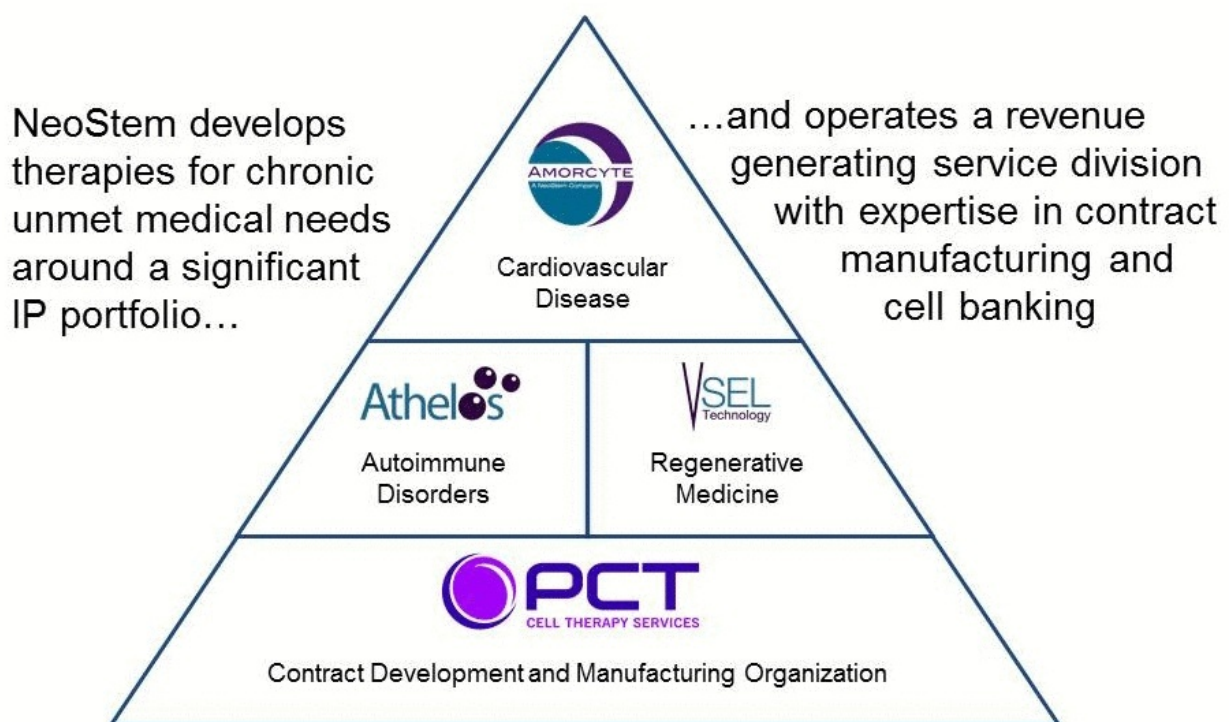 NeoStem develops
therapies for chronic
unmet medical needs
around a significant
IP portfolio…
…and operates a revenue
generating service division
with expertise in contract
manufacturing and
cell banking
AMORCYTE
A NeoStem Company
Cardiovascular
Disease
Athelos
Autoimmune
Disorders
VSEL
Technology
Regenerative
Medicine
PCT
CELL THERAPY SERVICES
Contract Development and Manufacturing Organization